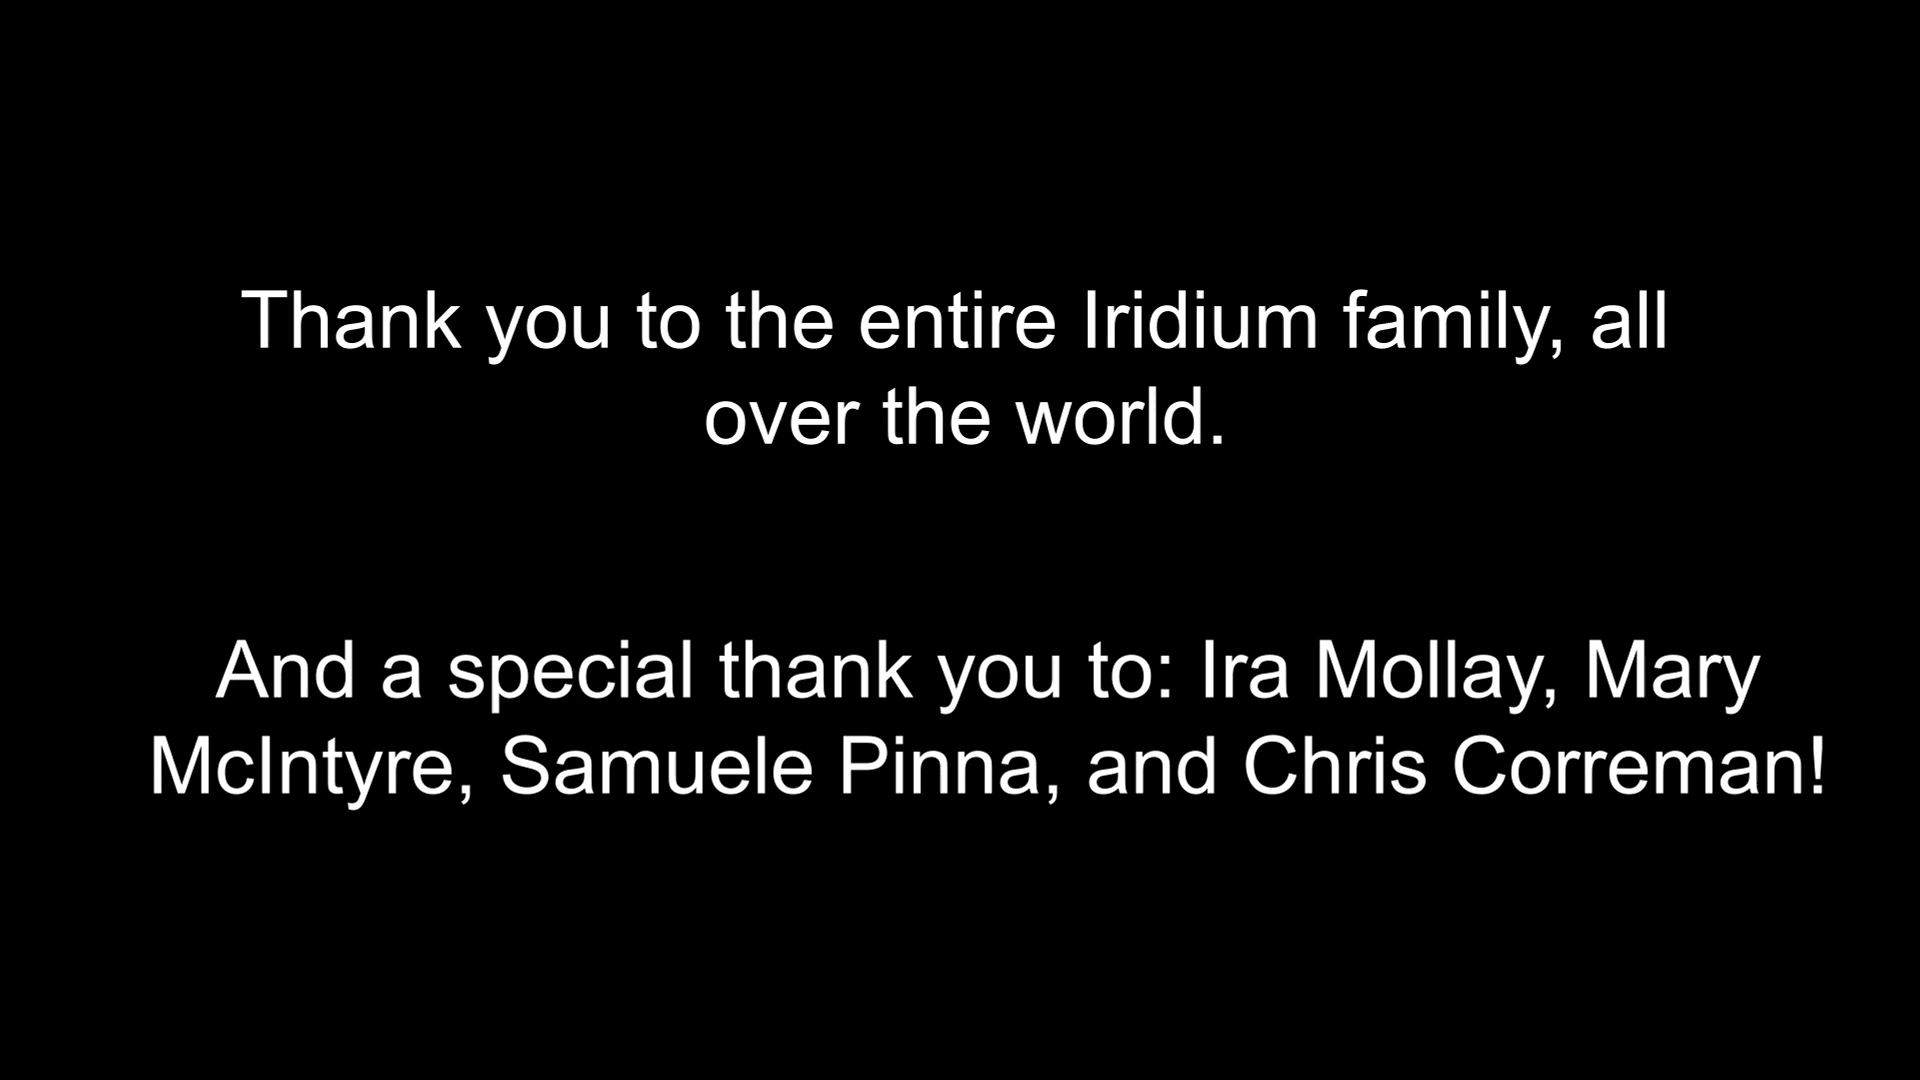 Thank you to the entire Iridium family, all
over the world.
And a special thank you to: Ira Mollay, Mary
McIntyre, Samuele Pinna, and Chris Correman!